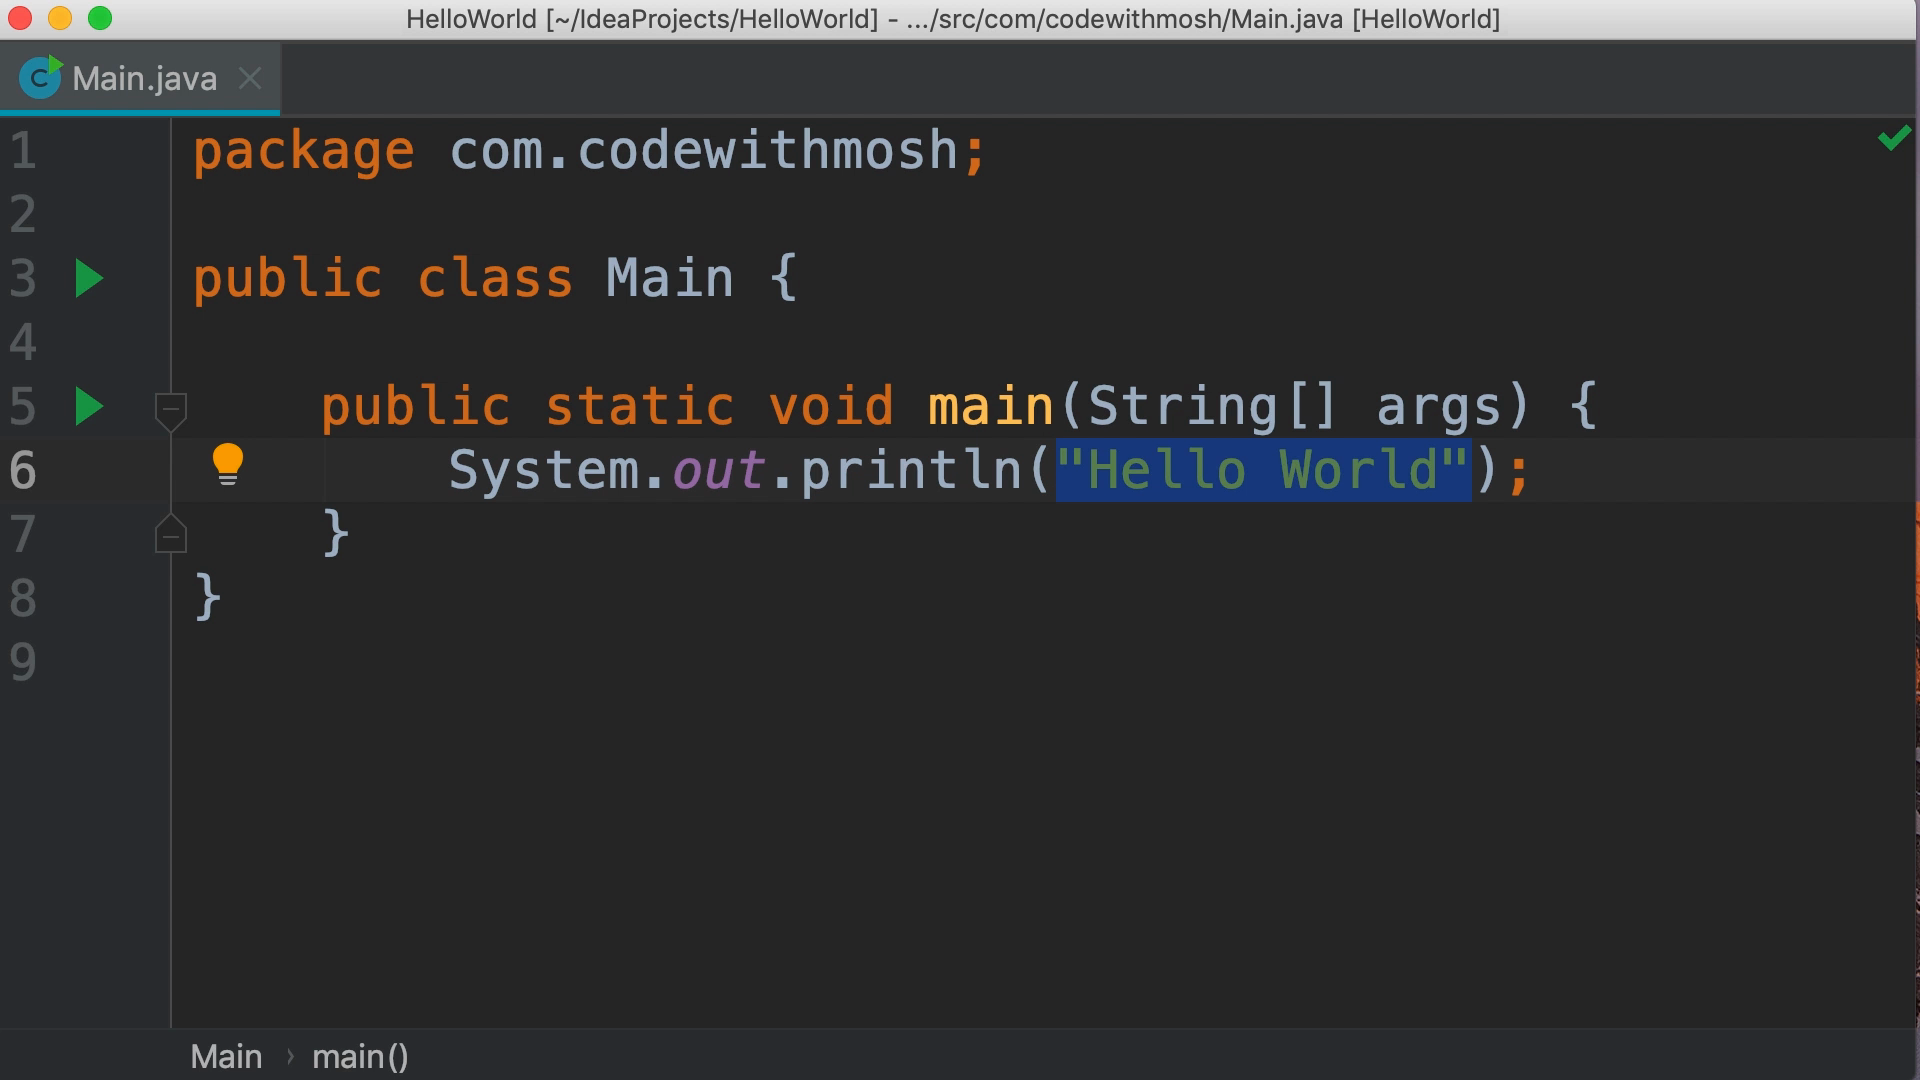 HelloWorld [~/IdeaProjects/HelloWorld] - .../src/com/codewithmosh/Main.java [HelloWorld]
C Main.java
1 package com.codewithmosh;
2
3 public class Main {
4
5 public static void main(String[] args) {
6 System.out.println("Hello World");
7 }
8 }
9
Main › main()